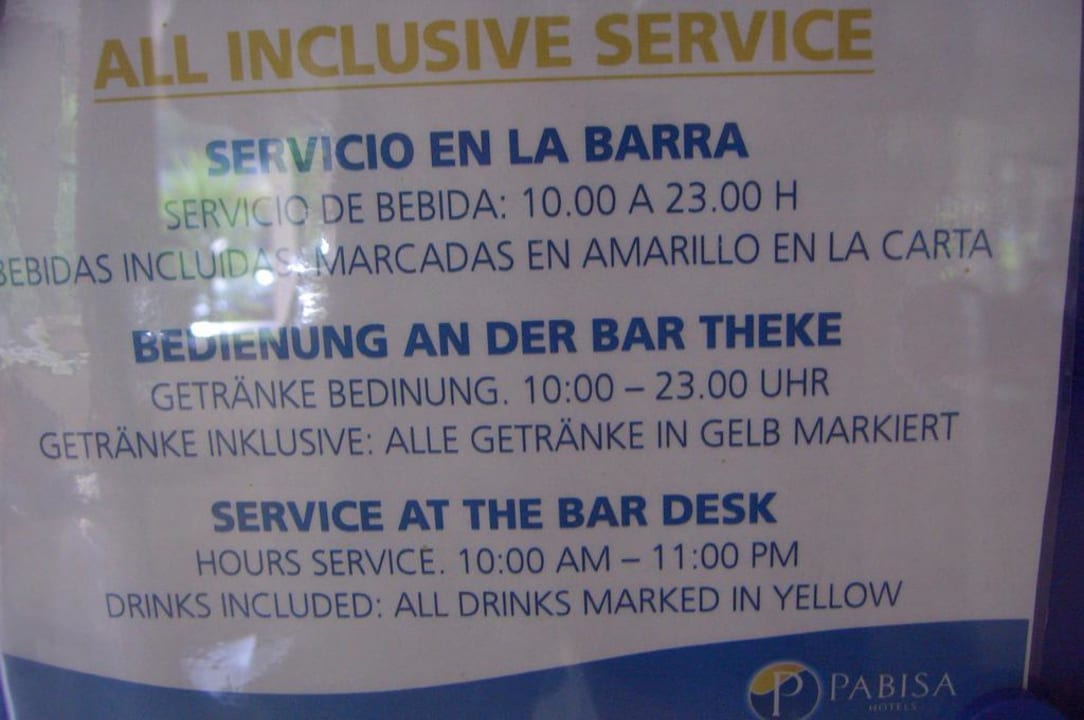 ALL INCLUSIVE SERVICE
SERVICIO EN LA BARRA
SERVICIO DE BEBIDA: 10.00 A 23.00 H
BEBIDAS INCLUIDAS: MARCADAS EN AMARILLO EN LA CARTA
BEDIENUNG AN DER BAR THEKE
GETRÄNKE BEDINUNG. 10:00 – 23.00 UHR
GETRÄNKE INKLUSIVE: ALLE GETRÄNKE IN GELB MARKIERT
SERVICE AT THE BAR DESK
HOURS SERVICE. 10:00 AM – 11:00 PM
DRINKS INCLUDED: ALL DRINKS MARKED IN YELLOW
P PABISA
HOTELS